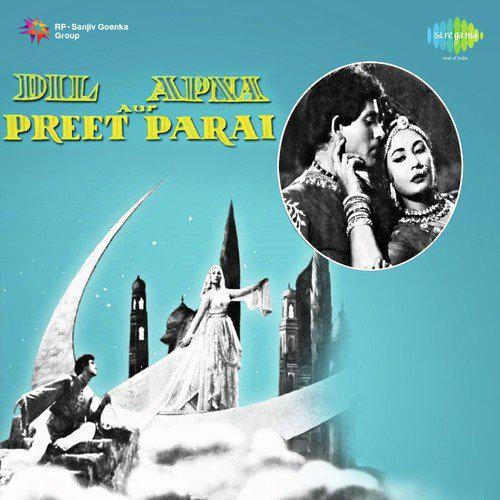 RP - Sanjiv Goenka
Group
saregama
soul of India
DIL APNA
AUR
PREET PARAI